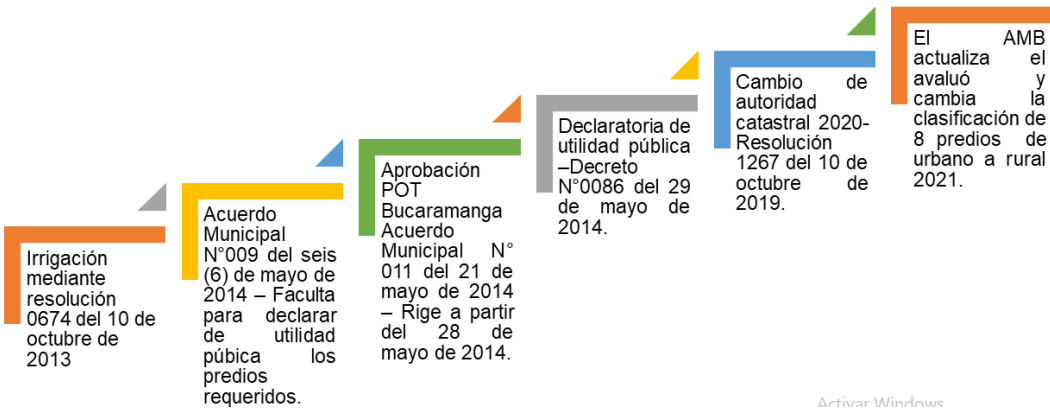 Irrigación
mediante
resolución
0674 del 10 de
octubre de
2013
Acuerdo
Municipal
N°009 del seis
(6) de mayo de
2014 – Faculta
para declarar
de utilidad
púbica los
predios
requeridos.
Aprobación
POT
Bucaramanga
Acuerdo
Municipal N°
011 del 21 de
mayo de 2014
– Rige a partir
del 28 de
mayo de 2014.
Declaratoria de
utilidad pública
–Decreto
N°0086 del 29
de mayo de
2014.
Cambio de
autoridad
catastral 2020-
Resolución
1267 del 10 de
octubre de
2019.
El AMB
actualiza el
avaluó y
cambia la
clasificación de
8 predios de
urbano a rural
2021.
Activar Windows